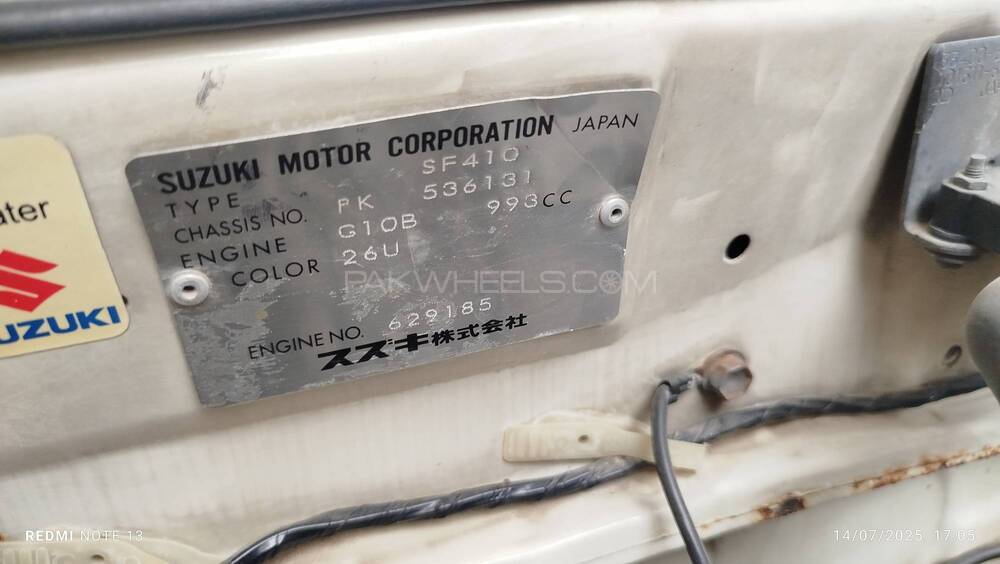 SUZUKI MOTOR CORPORATION JAPAN
TYPE SF410
CHASSIS NO. PK 536131
ENGINE G10B 993CC
COLOR 26U
PAKWHEELS.COM
ENGINE NO. 629185
スズキ株式会社
ater
SUZUKI
REDMI NOTE 13
14/07/2025 17:05